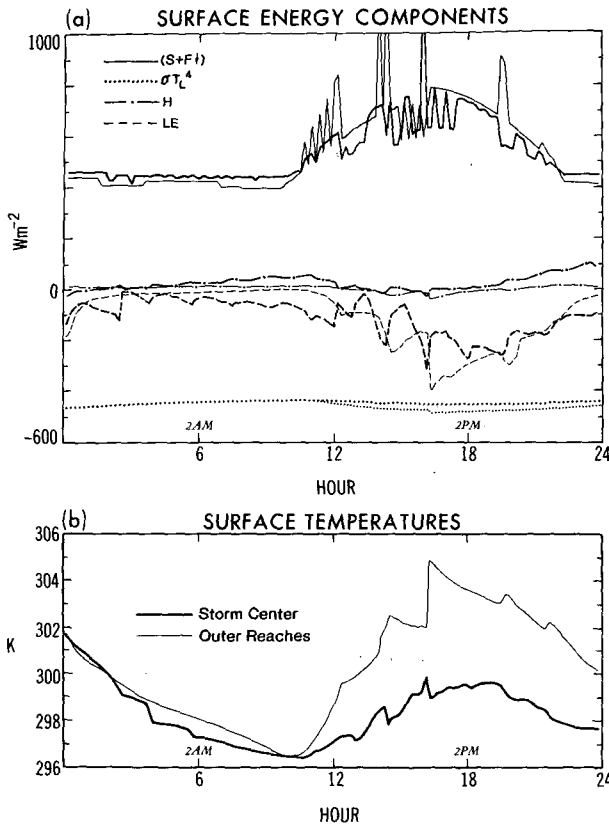 (a) SURFACE ENERGY COMPONENTS
1000
(S+F↓)
σT_L^4
H
LE
Wm⁻²
0
-600
2AM
2PM
6
12
18
24
HOUR
(b) SURFACE TEMPERATURES
306
304
302
300
298
296
K
Storm Center
Outer Reaches
2AM
2PM
6
12
18
24
HOUR